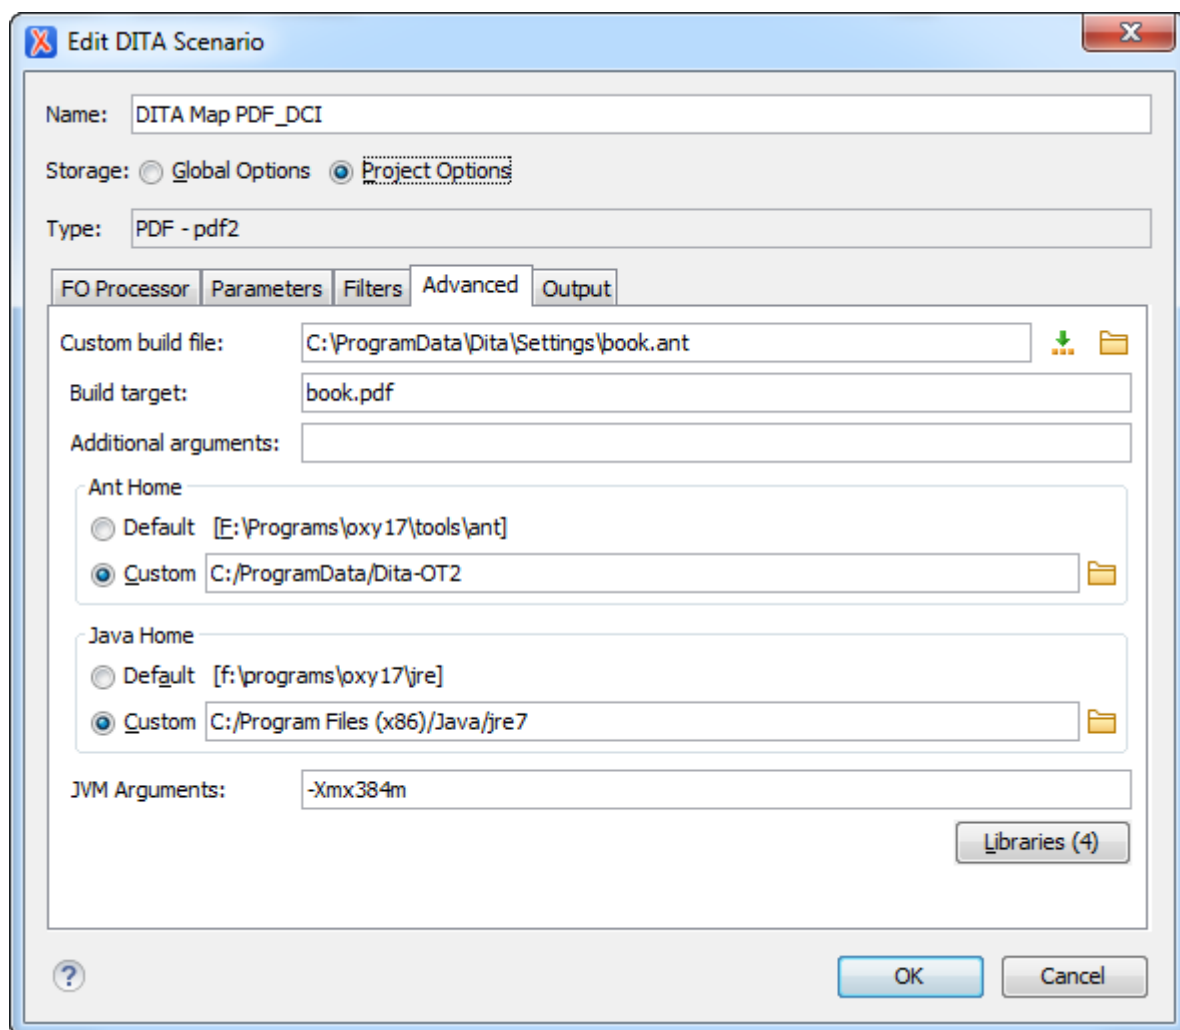 Edit DITA Scenario
Name: DITA Map PDF_DCI
Storage: Global Options Project Options
Type: PDF - pdf2
FO Processor Parameters Filters Advanced Output
Custom build file: C:\ProgramData\Dita\Settings\book.ant
Build target: book.pdf
Additional arguments:
Ant Home
Default [F:\Programs\oxy17\tools\ant]
Custom C:/ProgramData/Dita-OT2
Java Home
Default [f:\programs\oxy17\jre]
Custom C:/Program Files (x86)/Java/jre7
JVM Arguments: -Xmx384m
Libraries (4)
? OK Cancel